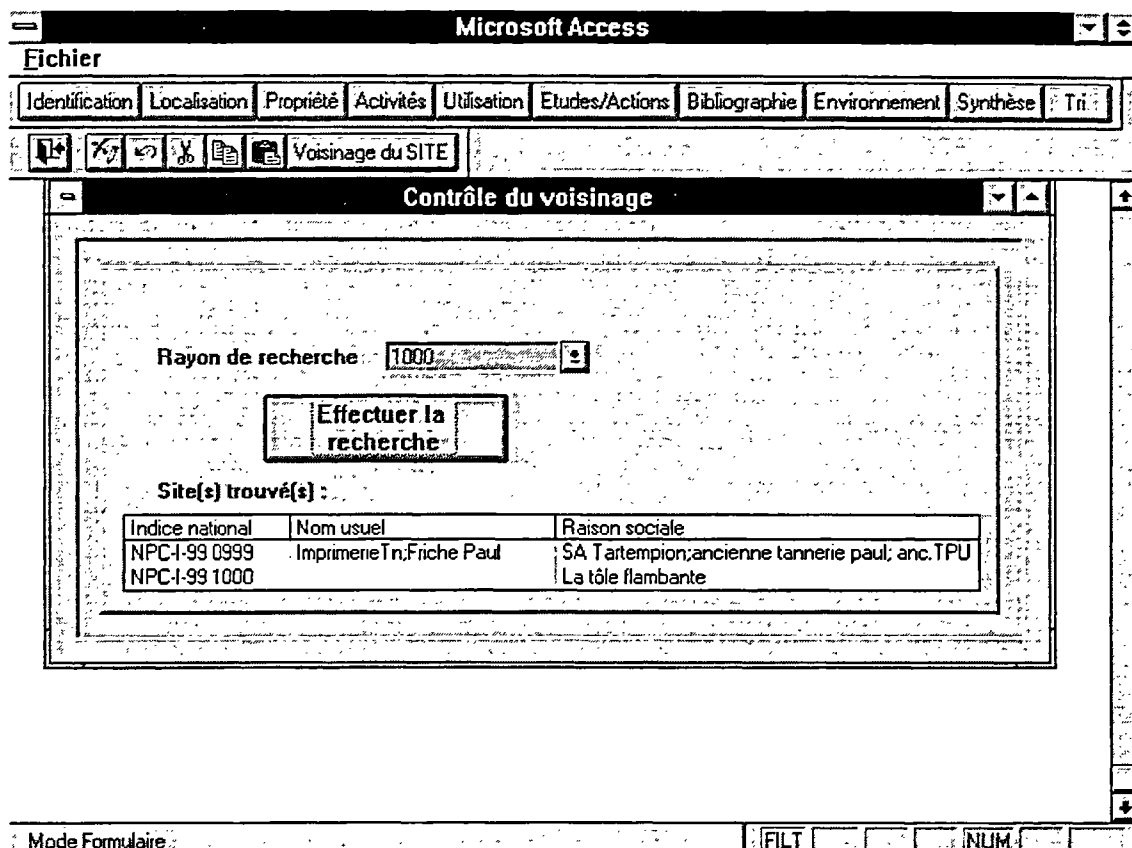 Microsoft Access
Fichier
Identification Localisation Propriété Activités Utilisation Etudes/Actions Bibliographie Environnement Synthèse Tri
Voisinage du SITE
Contrôle du voisinage
Rayon de recherche 1000
Effectuer la
recherche
Site(s) trouvé(s) :
Indice national Nom usuel Raison sociale
NPC-I-99 0999 ImprimerieTn;Friche Paul SA Tartempion;ancienne tannerie paul; anc.TPU
NPC-I-99 1000 La tôle flambante
Mode Formulaire FILT NUM